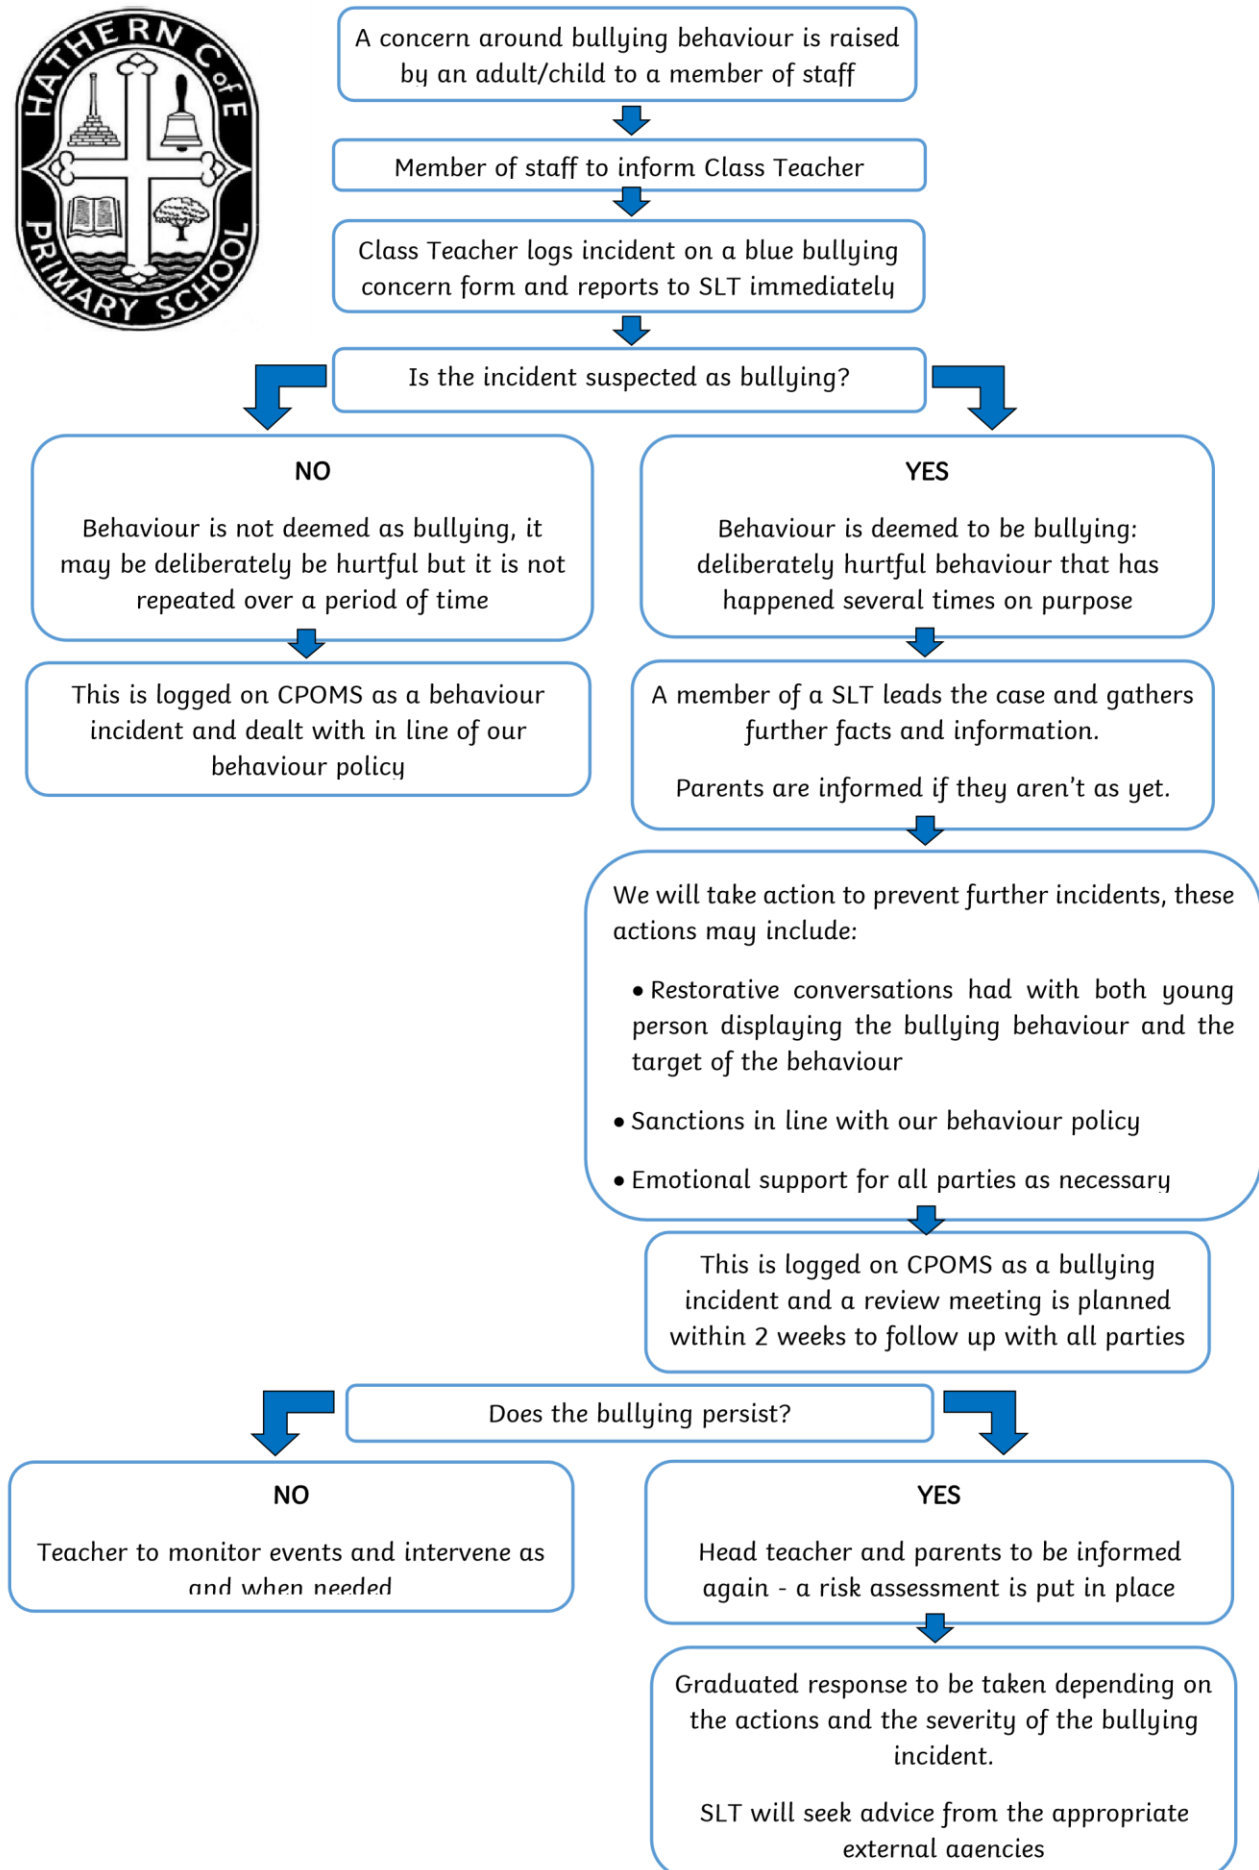 HATHERN C of E
PRIMARY SCHOOL
A concern around bullying behaviour is raised
by an adult/child to a member of staff
Member of staff to inform Class Teacher
Class Teacher logs incident on a blue bullying
concern form and reports to SLT immediately
Is the incident suspected as bullying?
NO
Behaviour is not deemed as bullying, it
may be deliberately be hurtful but it is not
repeated over a period of time
YES
Behaviour is deemed to be bullying:
deliberately hurtful behaviour that has
happened several times on purpose
This is logged on CPOMS as a behaviour
incident and dealt with in line of our
behaviour policy
A member of a SLT leads the case and gathers
further facts and information.
Parents are informed if they aren't as yet.
We will take action to prevent further incidents, these
actions may include:
• Restorative conversations had with both young
person displaying the bullying behaviour and the
target of the behaviour
• Sanctions in line with our behaviour policy
• Emotional support for all parties as necessary
This is logged on CPOMS as a bullying
incident and a review meeting is planned
within 2 weeks to follow up with all parties
Does the bullying persist?
NO
Teacher to monitor events and intervene as
and when needed
YES
Head teacher and parents to be informed
again - a risk assessment is put in place
Graduated response to be taken depending on
the actions and the severity of the bullying
incident.
SLT will seek advice from the appropriate
external agencies